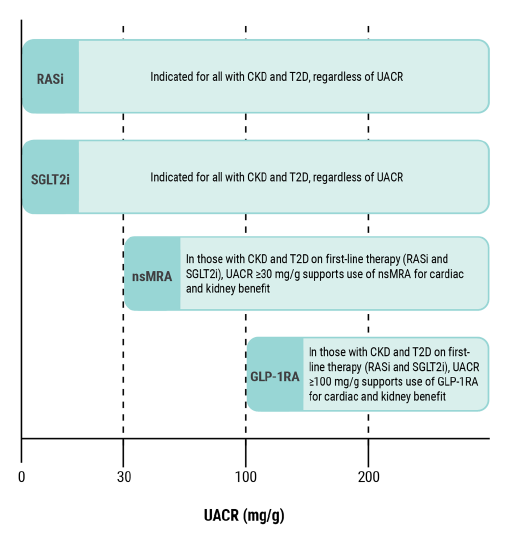 RASi
Indicated for all with CKD and T2D, regardless of UACR
SGLT2i
Indicated for all with CKD and T2D, regardless of UACR
nsMRA
In those with CKD and T2D on first-line therapy (RASi and
SGLT2i), UACR ≥30 mg/g supports use of nsMRA for cardiac
and kidney benefit
GLP-1RA
In those with CKD and T2D on first-
line therapy (RASi and SGLT2i), UACR
≥100 mg/g supports use of GLP-1RA
for cardiac and kidney benefit
0 30 100 200
UACR (mg/g)